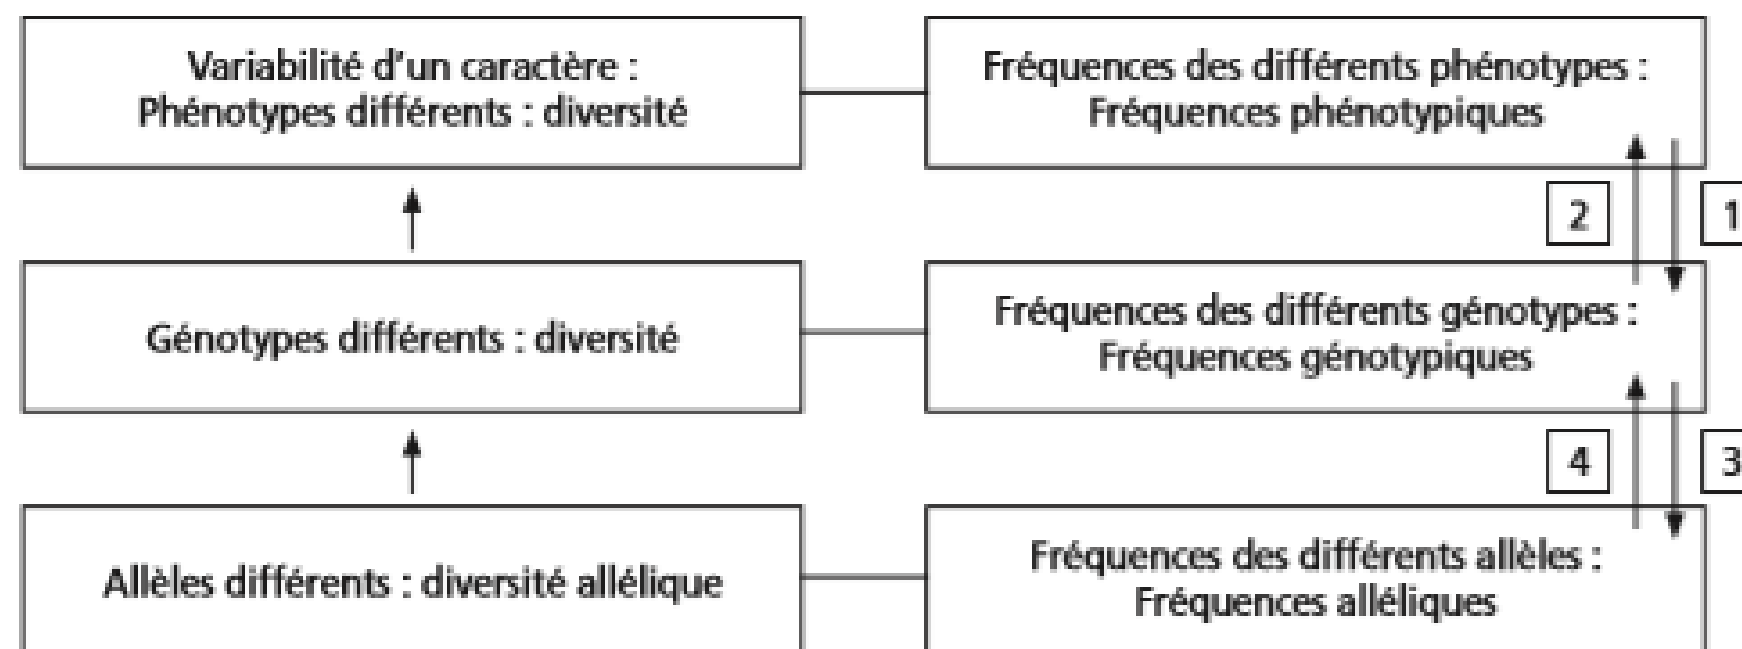 Variabilité d'un caractère :
Phénotypes différents : diversité
Fréquences des différents phénotypes :
Fréquences phénotypiques
2
1
Génotypes différents : diversité
Fréquences des différents génotypes :
Fréquences génotypiques
4
3
Allèles différents : diversité allélique
Fréquences des différents allèles :
Fréquences alléliques